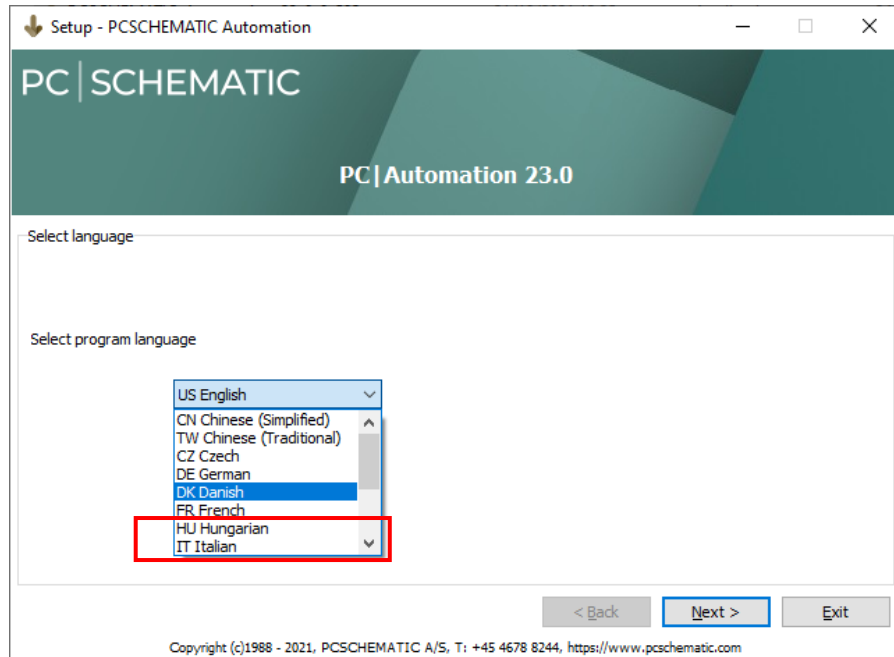 Setup - PCSCHEMATIC Automation
PC|SCHEMATIC
PC|Automation 23.0
Select language
Select program language
US English
CN Chinese (Simplified)
TW Chinese (Traditional)
CZ Czech
DE German
DK Danish
FR French
HU Hungarian
IT Italian
< Back
Next >
Exit
Copyright (c)1988 - 2021, PCSCHEMATIC A/S, T: +45 4678 8244, https://www.pcschematic.com